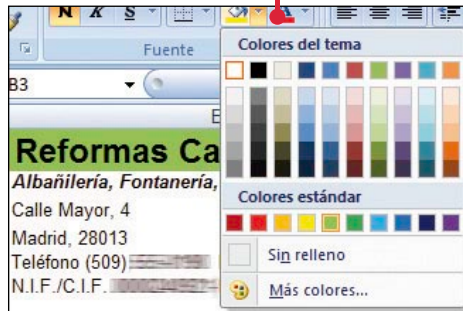 N K S A
Fuente
B3
E
Colores del tema
Reformas Ca
Albañilería, Fontanería,
Calle Mayor, 4
Madrid, 28013
Teléfono (509)
N.I.F./C.I.F.
Colores estándar
Sin relleno
Más colores...